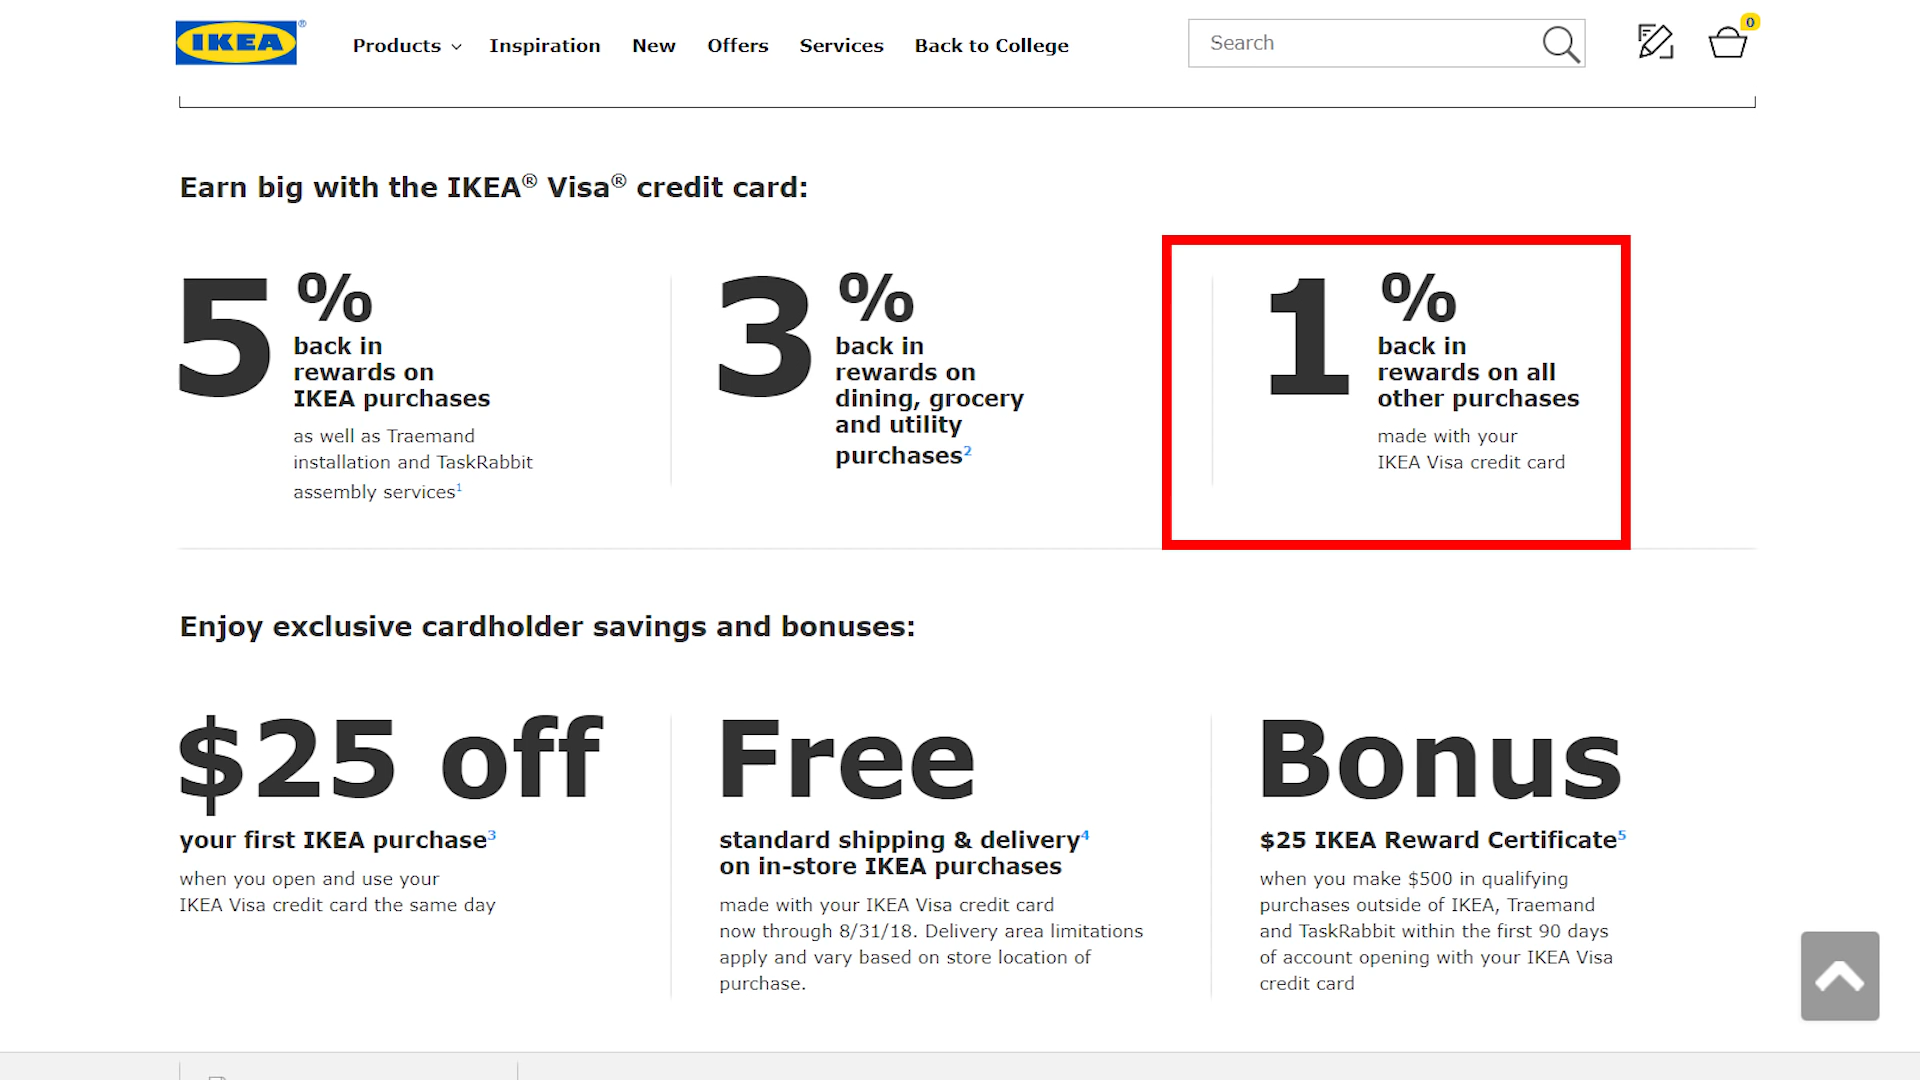 IKEA®
Products Inspiration New Offers Services Back to College
Search
0
Earn big with the IKEA® Visa® credit card:
5%
back in
rewards on
IKEA purchases
as well as Traemand
installation and TaskRabbit
assembly services¹
3%
back in
rewards on
dining, grocery
and utility
purchases²
1%
back in
rewards on all
other purchases
made with your
IKEA Visa credit card
Enjoy exclusive cardholder savings and bonuses:
$25 off
your first IKEA purchase³
when you open and use your
IKEA Visa credit card the same day
Free
standard shipping & delivery⁴
on in-store IKEA purchases
made with your IKEA Visa credit card
now through 8/31/18. Delivery area limitations
apply and vary based on store location of
purchase.
Bonus
$25 IKEA Reward Certificate⁵
when you make $500 in qualifying
purchases outside of IKEA, Traemand
and TaskRabbit within the first 90 days
of account opening with your IKEA Visa
credit card